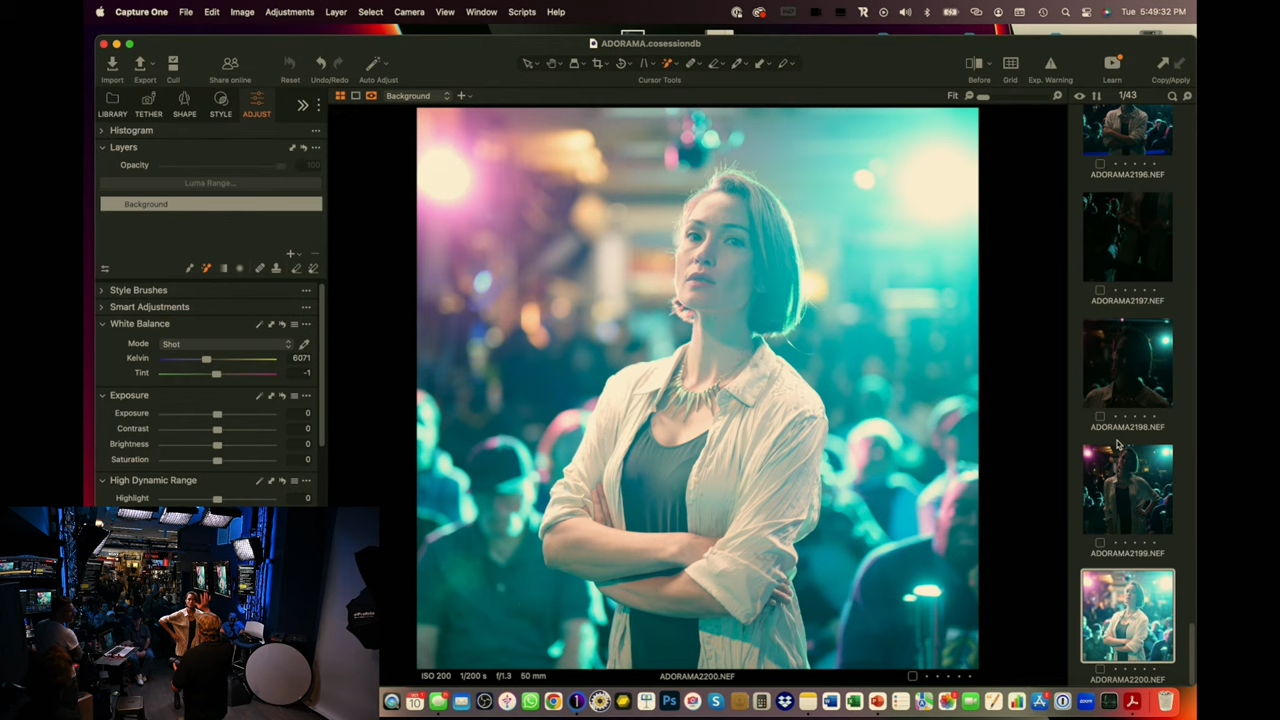 Capture One File Edit Image Adjustments Layer Select Camera View Window Scripts Help Tue 5:49:32 PM
ADORAMA.cosessiondb
Import Export Cull Share online Reset Undo/Redo Auto Adjust Cursor Tools Before Grid Exp. Warning Learn Copy/Apply
LIBRARY TETHER SHAPE STYLE ADJUST
Background
Fit
1/43
Histogram
Layers
Opacity 100
Luma Range...
Background
Style Brushes
Smart Adjustments
White Balance
Mode Shot
Kelvin 6071
Tint -1
Exposure
Exposure 0
Contrast 0
Brightness 0
Saturation 0
High Dynamic Range
Highlight 0
ADORAMA2196.NEF
ADORAMA2197.NEF
ADORAMA2198.NEF
ADORAMA2199.NEF
ADORAMA2200.NEF
ISO 200 1/200 s f/1.3 50 mm
ADORAMA2200.NEF
OCT
10
Ps
zoom